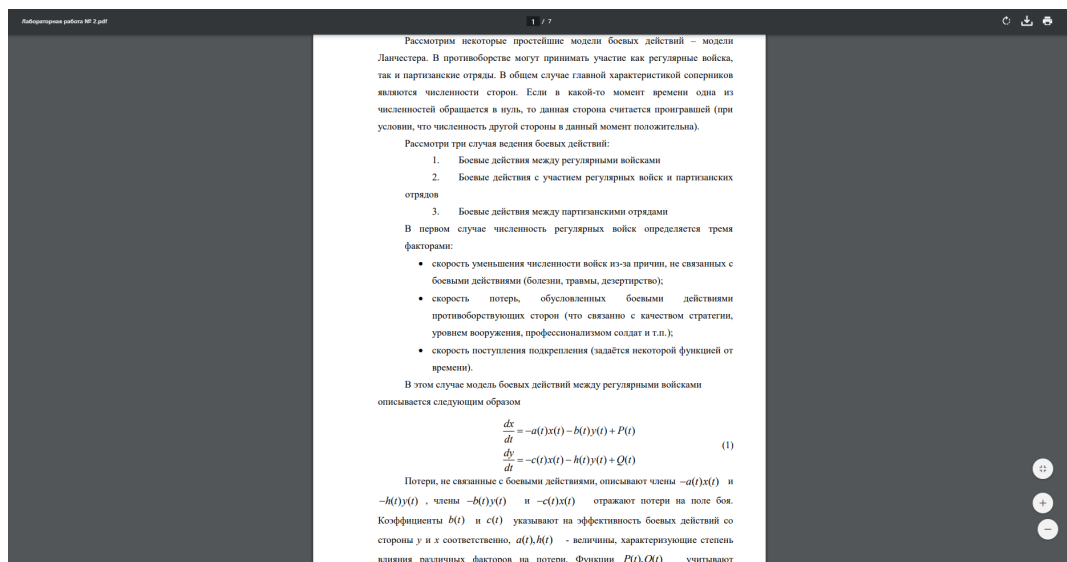 Лабораторная работа № 2.pdf
1 / 7
Рассмотрим некоторые простейшие модели боевых действий – модели
Ланчестера. В противоборстве могут принимать участие как регулярные войска,
так и партизанские отряды. В общем случае главной характеристикой соперников
являются численности сторон. Если в какой-то момент времени одна из
численностей обращается в нуль, то данная сторона считается проигравшей (при
условии, что численность другой стороны в данный момент положительна).
Рассмотри три случая ведения боевых действий:
1. Боевые действия между регулярными войсками
2. Боевые действия с участием регулярных войск и партизанских
отрядов
3. Боевые действия между партизанскими отрядами
В первом случае численность регулярных войск определяется тремя
факторами:
• скорость уменьшения численности войск из-за причин, не связанных с
боевыми действиями (болезни, травмы, дезертирство);
• скорость потерь, обусловленных боевыми действиями
противоборствующих сторон (что связанно с качеством стратегии,
уровнем вооружения, профессионализмом солдат и т.п.);
• скорость поступления подкрепления (задаётся некоторой функцией от
времени).
В этом случае модель боевых действий между регулярными войсками
описывается следующим образом
dx/dt = −a(t)x(t) − b(t)y(t) + P(t)
dy/dt = −c(t)x(t) − h(t)y(t) + Q(t)
(1)
Потери, не связанные с боевыми действиями, описывают члены −a(t)x(t) и
−h(t)y(t) , члены −b(t)y(t) и −c(t)x(t) отражают потери на поле боя.
Коэффициенты b(t) и c(t) указывают на эффективность боевых действий со
стороны y и x соответственно, a(t),h(t) - величины, характеризующие степень
влияния различных факторов на потери. Функции P(t),Q(t) учитывают